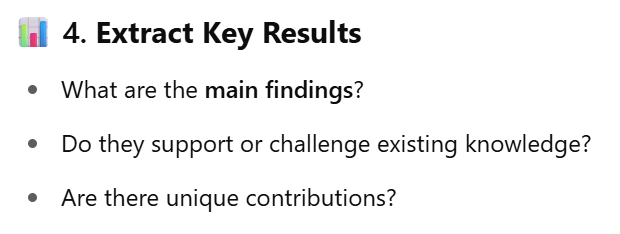 📊 4. Extract Key Results
• What are the main findings?
• Do they support or challenge existing knowledge?
• Are there unique contributions?